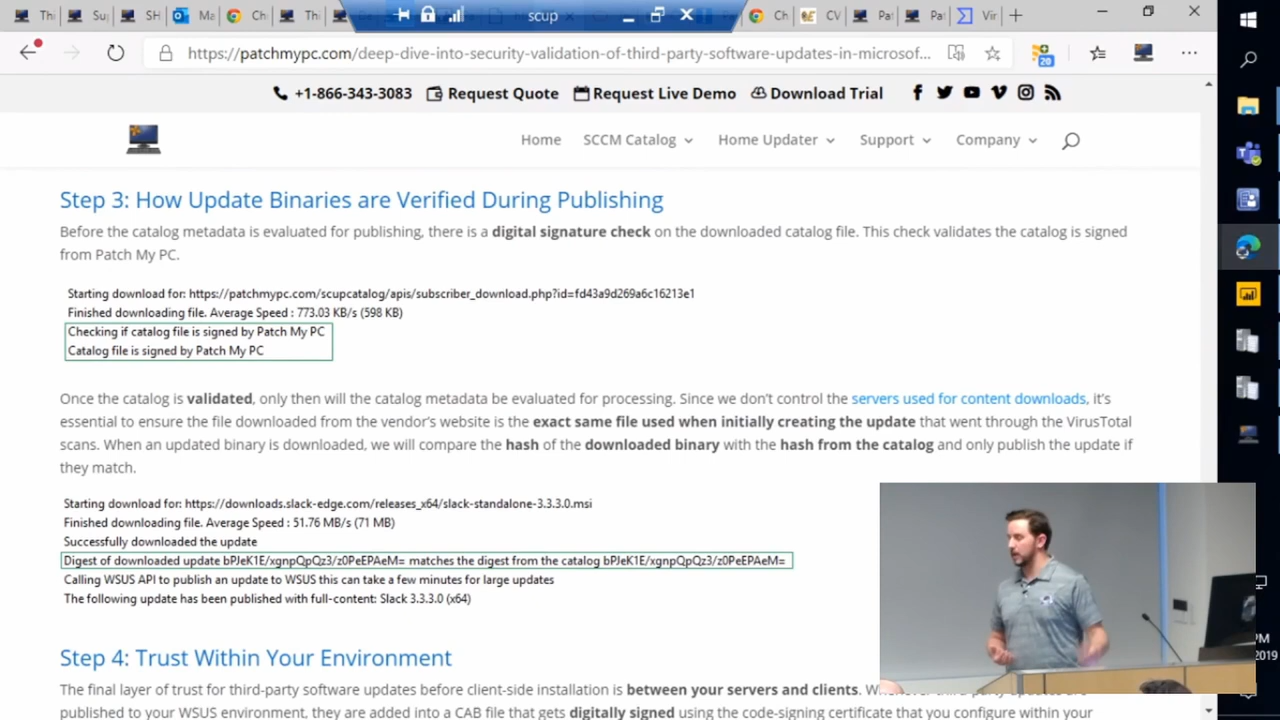 Th
Su
SH
Ma
Ch
Th
scup
Ch
CV
Pa
Pa
Vir
https://patchmypc.com/deep-dive-into-security-validation-of-third-party-software-updates-in-microsof...
20
+1-866-343-3083
Request Quote
Request Live Demo
Download Trial
Home
SCCM Catalog
Home Updater
Support
Company
Step 3: How Update Binaries are Verified During Publishing
Before the catalog metadata is evaluated for publishing, there is a digital signature check on the downloaded catalog file. This check validates the catalog is signed
from Patch My PC.
Starting download for: https://patchmypc.com/scupcatalog/apis/subscriber_download.php?id=fd43a9d269a6c16213e1
Finished downloading file. Average Speed : 773.03 KB/s (598 KB)
Checking if catalog file is signed by Patch My PC
Catalog file is signed by Patch My PC
Once the catalog is validated, only then will the catalog metadata be evaluated for processing. Since we don't control the servers used for content downloads, it's
essential to ensure the file downloaded from the vendor's website is the exact same file used when initially creating the update that went through the VirusTotal
scans. When an updated binary is downloaded, we will compare the hash of the downloaded binary with the hash from the catalog and only publish the update if
they match.
Starting download for: https://downloads.slack-edge.com/releases_x64/slack-standalone-3.3.3.0.msi
Finished downloading file. Average Speed : 51.76 MB/s (71 MB)
Successfully downloaded the update
Digest of downloaded update bPJeK1E/xgnpQpQz3/z0PeEPAeM= matches the digest from the catalog bPJeK1E/xgnpQpQz3/z0PeEPAeM=
Calling WSUS API to publish an update to WSUS this can take a few minutes for large updates
The following update has been published with full-content: Slack 3.3.3.0 (x64)
Step 4: Trust Within Your Environment
The final layer of trust for third-party software updates before client-side installation is between your servers and clients.
published to your WSUS environment, they are added into a CAB file that gets digitally signed using the code-signing certificate that you configure within your
PM
2019